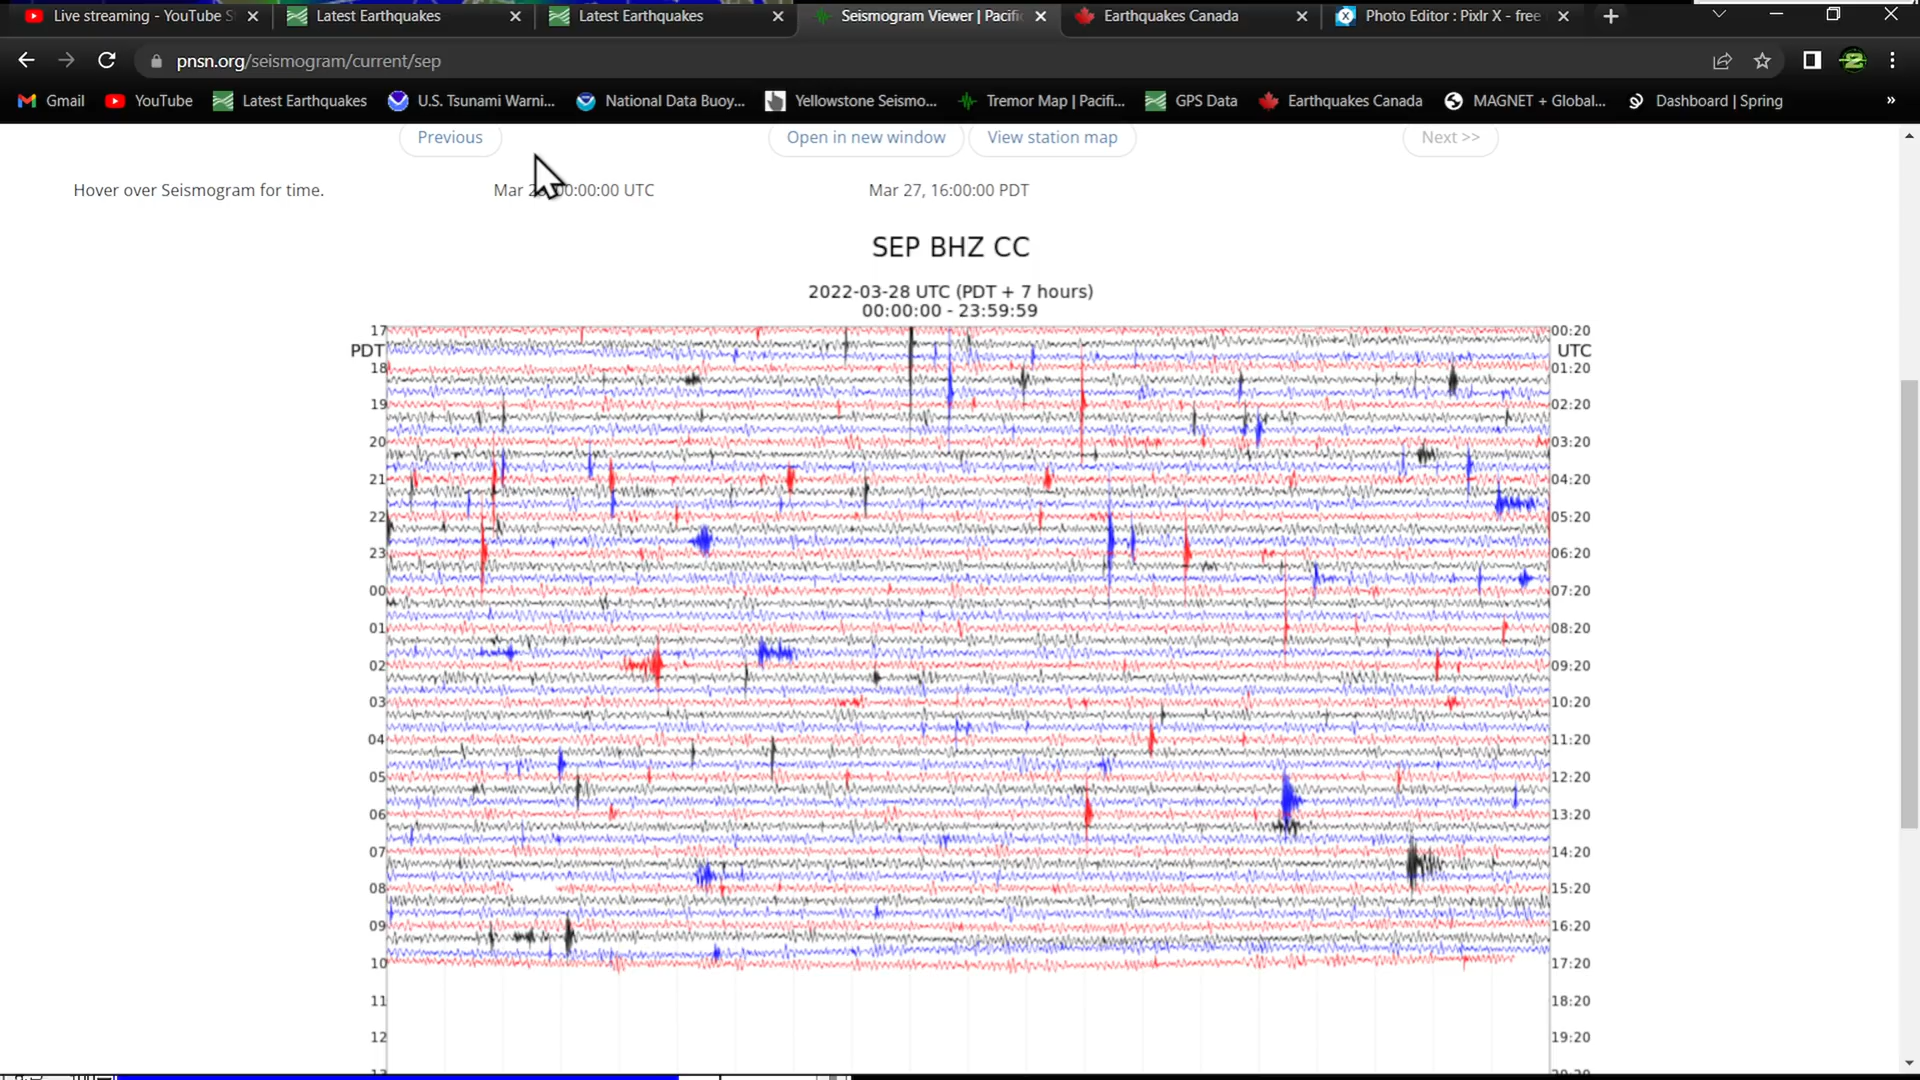 Live streaming - YouTube S
Latest Earthquakes
Latest Earthquakes
Seismogram Viewer | Pacific
Earthquakes Canada
Photo Editor : Pixlr X - free
pnsn.org/seismogram/current/sep
Gmail
YouTube
Latest Earthquakes
U.S. Tsunami Warni...
National Data Buoy...
Yellowstone Seismo...
Tremor Map | Pacifi...
GPS Data
Earthquakes Canada
MAGNET + Global...
Dashboard | Spring
»
Previous
Open in new window
View station map
Next >>
Hover over Seismogram for time.
Mar 00:00:00 UTC
Mar 27, 16:00:00 PDT
SEP BHZ CC
2022-03-28 UTC (PDT + 7 hours)
00:00:00 - 23:59:59
17 00:20
PDT UTC
18 01:20
19 02:20
20 03:20
21 04:20
22 05:20
23 06:20
00 07:20
01 08:20
02 09:20
03 10:20
04 11:20
05 12:20
06 13:20
07 14:20
08 15:20
09 16:20
10 17:20
11 18:20
12 19:20